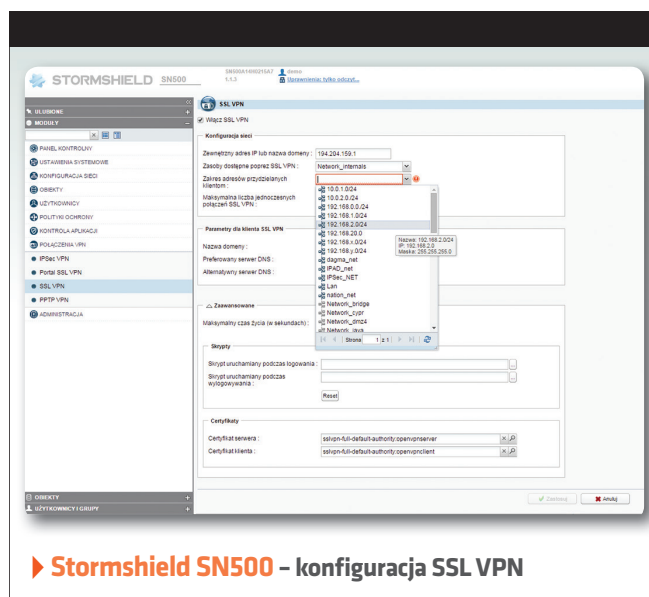 STORMSHIELD SN500
SN500A14H0215A7 demo
1.1.3 Uprawnienia: tylko odczyt...
ULUBIONE
MODUŁY
PANEL KONTROLNY
USTAWIENIA SYSTEMOWE
KONFIGURACJA SIECI
OBIEKTY
UŻYTKOWNICY
POLITYKI OCHRONY
KONTROLA APLIKACJI
POŁĄCZENIA VPN
IPSec VPN
Portal SSL VPN
SSL VPN
PPTP VPN
ADMINISTRACJA
OBIEKTY
UŻYTKOWNICY I GRUPY
SSL VPN
Włącz SSL VPN
Konfiguracja sieci
Zewnętrzny adres IP lub nazwa domeny : 194.204.159.1
Zasoby dostępne poprzez SSL VPN : Network_internals
Zakres adresów przydzielanych
klientom :
Maksymalna liczba jednoczesnych
połączeń SSL VPN :
10.0.1.0/24
10.0.2.0/24
192.168.0.0./24
192.168.1.0/24
192.168.2.0/24
192.168.20.0
192.168.x.0/24
192.168.y.0/24
dagma_net
IPAD_net
IPSec_NET
Lan
nation_net
Network_bridge
Network_cypr
Network_dmz4
Network_java
Strona 1 z 1
Nazwa: 192.168.2.0/24
IP: 192.168.2.0
Maska: 255.255.255.0
Parametry dla klienta SSL VPN
Nazwa domeny :
Preferowany serwer DNS :
Alternatywny serwer DNS :
Zaawansowane
Maksymalny czas życia (w sekundach) :
Skrypty
Skrypt uruchamiany podczas logowania :
Skrypt uruchamiany podczas
wylogowywania :
Reset
Certyfikaty
Certyfikat serwera : sslvpn-full-default-authority:openvpnserver
Certyfikat klienta : sslvpn-full-default-authority:openvpnclient
Zastosuj Anuluj
Stormshield SN500 – konfiguracja SSL VPN